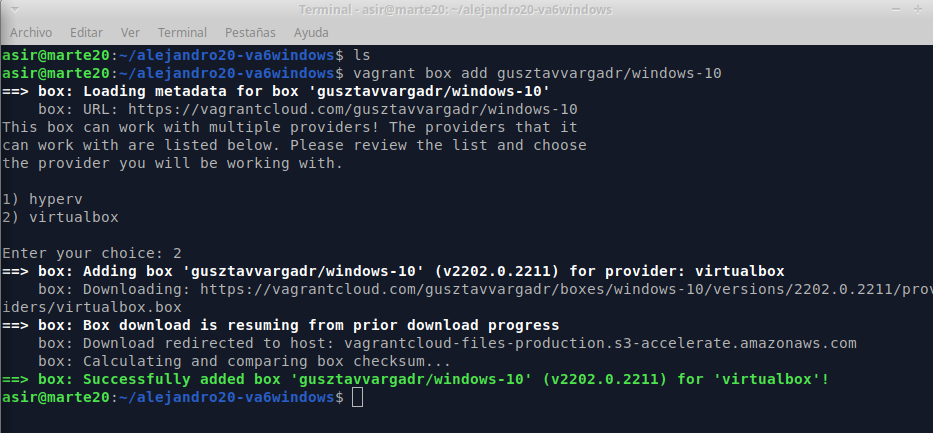 Terminal - asir@marte20: ~/alejandro20-va6windows
Archivo Editar Ver Terminal Pestañas Ayuda
asir@marte20:~/alejandro20-va6windows$ ls
asir@marte20:~/alejandro20-va6windows$ vagrant box add gusztavvargadr/windows-10
==> box: Loading metadata for box 'gusztavvargadr/windows-10'
    box: URL: https://vagrantcloud.com/gusztavvargadr/windows-10
This box can work with multiple providers! The providers that it
can work with are listed below. Please review the list and choose
the provider you will be working with.

1) hyperv
2) virtualbox

Enter your choice: 2
==> box: Adding box 'gusztavvargadr/windows-10' (v2202.0.2211) for provider: virtualbox
    box: Downloading: https://vagrantcloud.com/gusztavvargadr/boxes/windows-10/versions/2202.0.2211/prov
iders/virtualbox.box
==> box: Box download is resuming from prior download progress
    box: Download redirected to host: vagrantcloud-files-production.s3-accelerate.amazonaws.com
    box: Calculating and comparing box checksum...
==> box: Successfully added box 'gusztavvargadr/windows-10' (v2202.0.2211) for 'virtualbox'!
asir@marte20:~/alejandro20-va6windows$